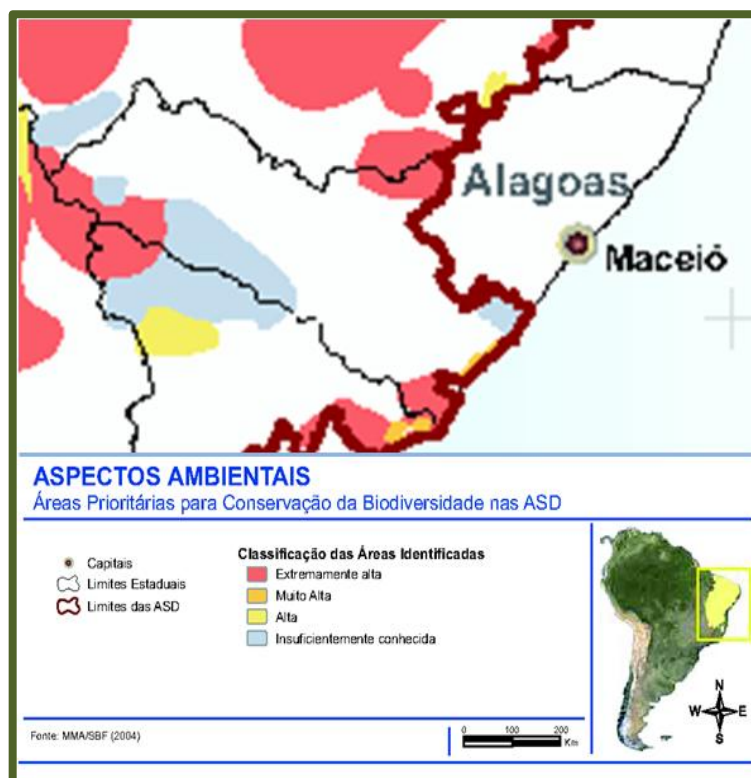 Alagoas
Maceió
ASPECTOS AMBIENTAIS
Áreas Prioritárias para Conservação da Biodiversidade nas ASD
Capitais
Limites Estaduais
Limites das ASD
Classificação das Áreas Identificadas
Extremamente alta
Muito Alta
Alta
Insuficientemente conhecida
N
W E
S
Fonte: MMA/SBF (2004)
0 100 200
Km